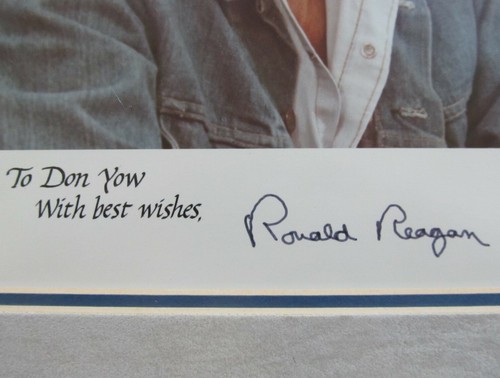 To Don Yow
With best wishes,
Ronald Reagan